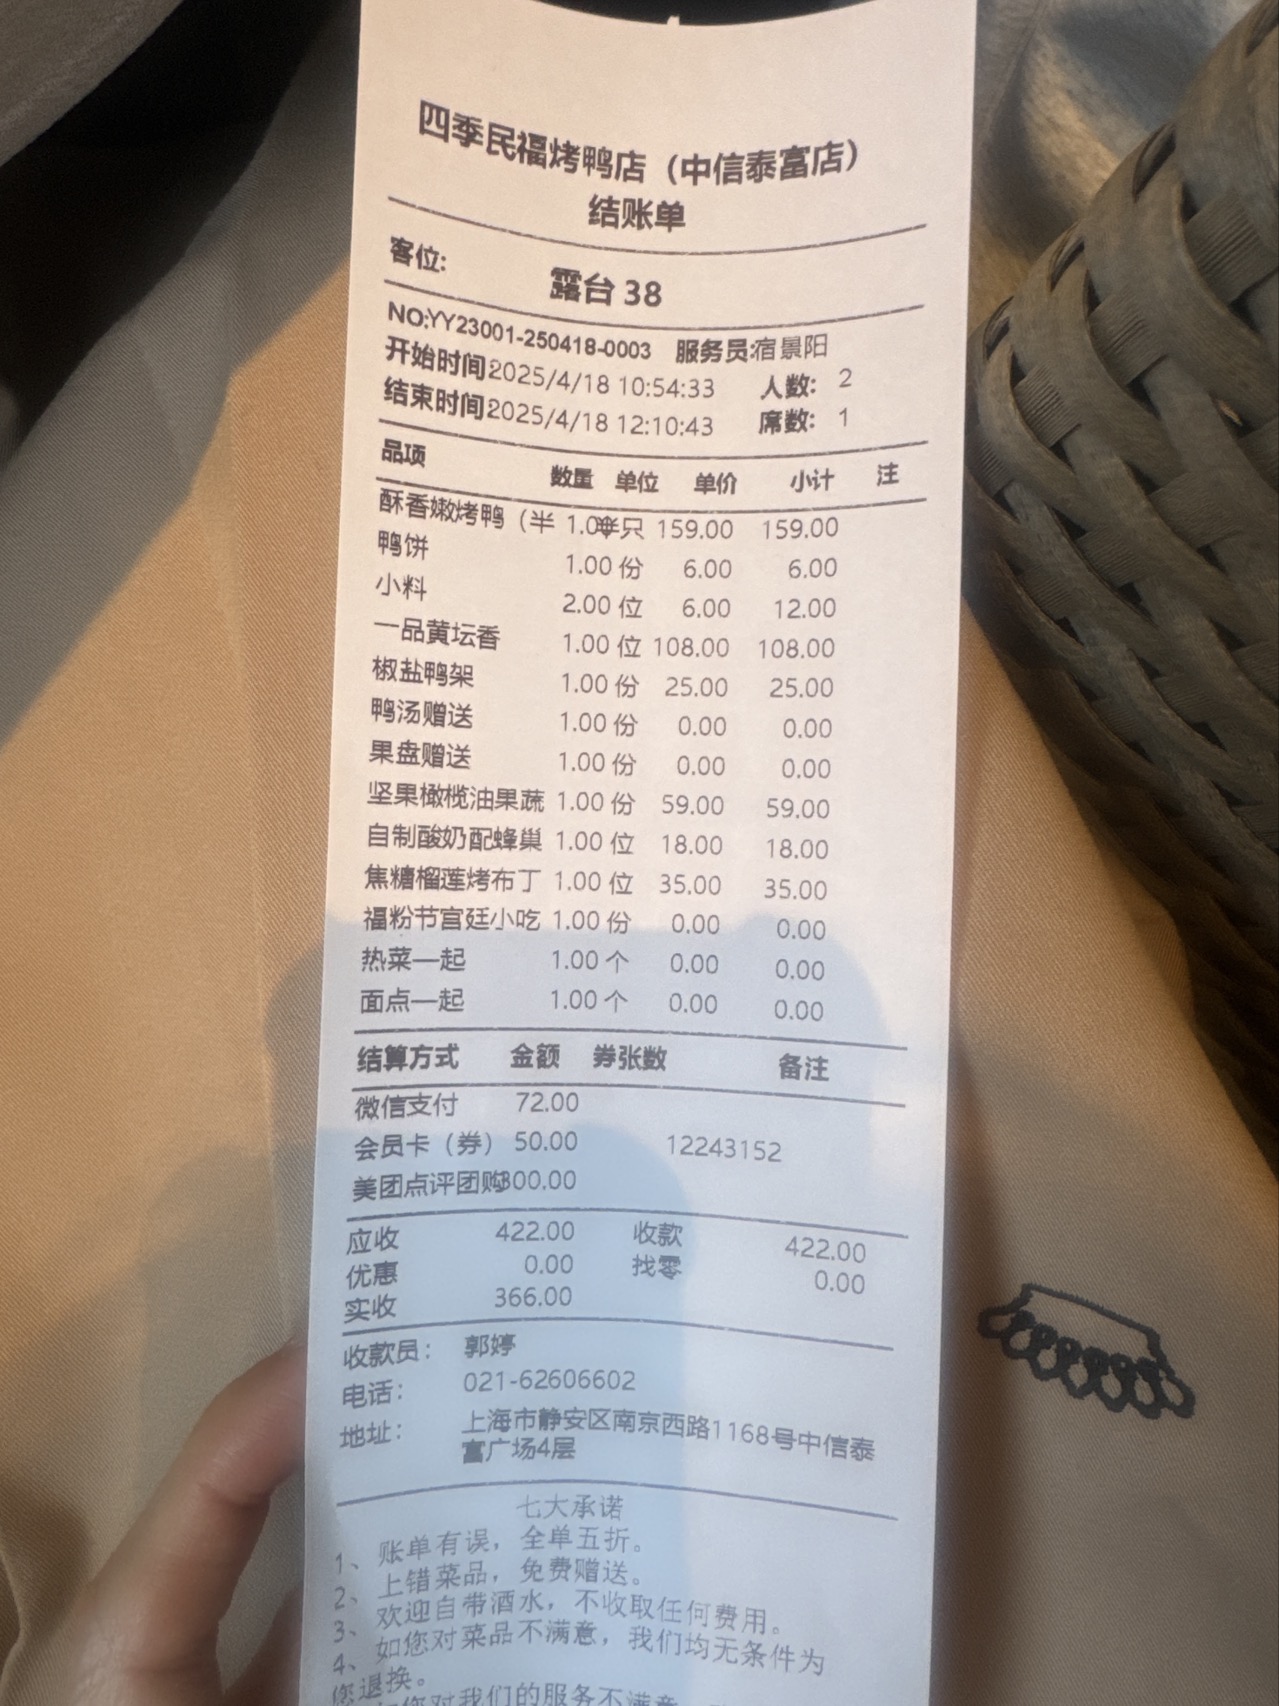 四季民福烤鸭店（中信泰富店）
结账单
客位: 露台 38
NO:YY23001-250418-0003 服务员:宿景阳
开始时间2025/4/18 10:54:33 人数: 2
结束时间2025/4/18 12:10:43 席数: 1
品项 数量 单位 单价 小计 注
酥香嫩烤鸭（半 1.00半只 159.00 159.00
鸭饼 1.00 份 6.00 6.00
小料 2.00 位 6.00 12.00
一品黄坛香 1.00 位 108.00 108.00
椒盐鸭架 1.00 份 25.00 25.00
鸭汤赠送 1.00 份 0.00 0.00
果盘赠送 1.00 份 0.00 0.00
坚果橄榄油果蔬 1.00 份 59.00 59.00
自制酸奶配蜂巢 1.00 位 18.00 18.00
焦糖榴莲烤布丁 1.00 位 35.00 35.00
福粉节宫廷小吃 1.00 份 0.00 0.00
热菜—起 1.00 个 0.00 0.00
面点—起 1.00 个 0.00 0.00
结算方式 金额 券张数 备注
微信支付 72.00
会员卡（券） 50.00 12243152
美团点评团购300.00
应收 422.00 收款 422.00
优惠 0.00 找零 0.00
实收 366.00
收款员: 郭婷
电话: 021-62606602
地址: 上海市静安区南京西路1168号中信泰
富广场4层
七大承诺
1、账单有误，全单五折。
2、上错菜品，免费赠送。
3、欢迎自带酒水，不收取任何费用。
4、如您对菜品不满意，我们均无条件为
您退换。
您对我们的服务不满意